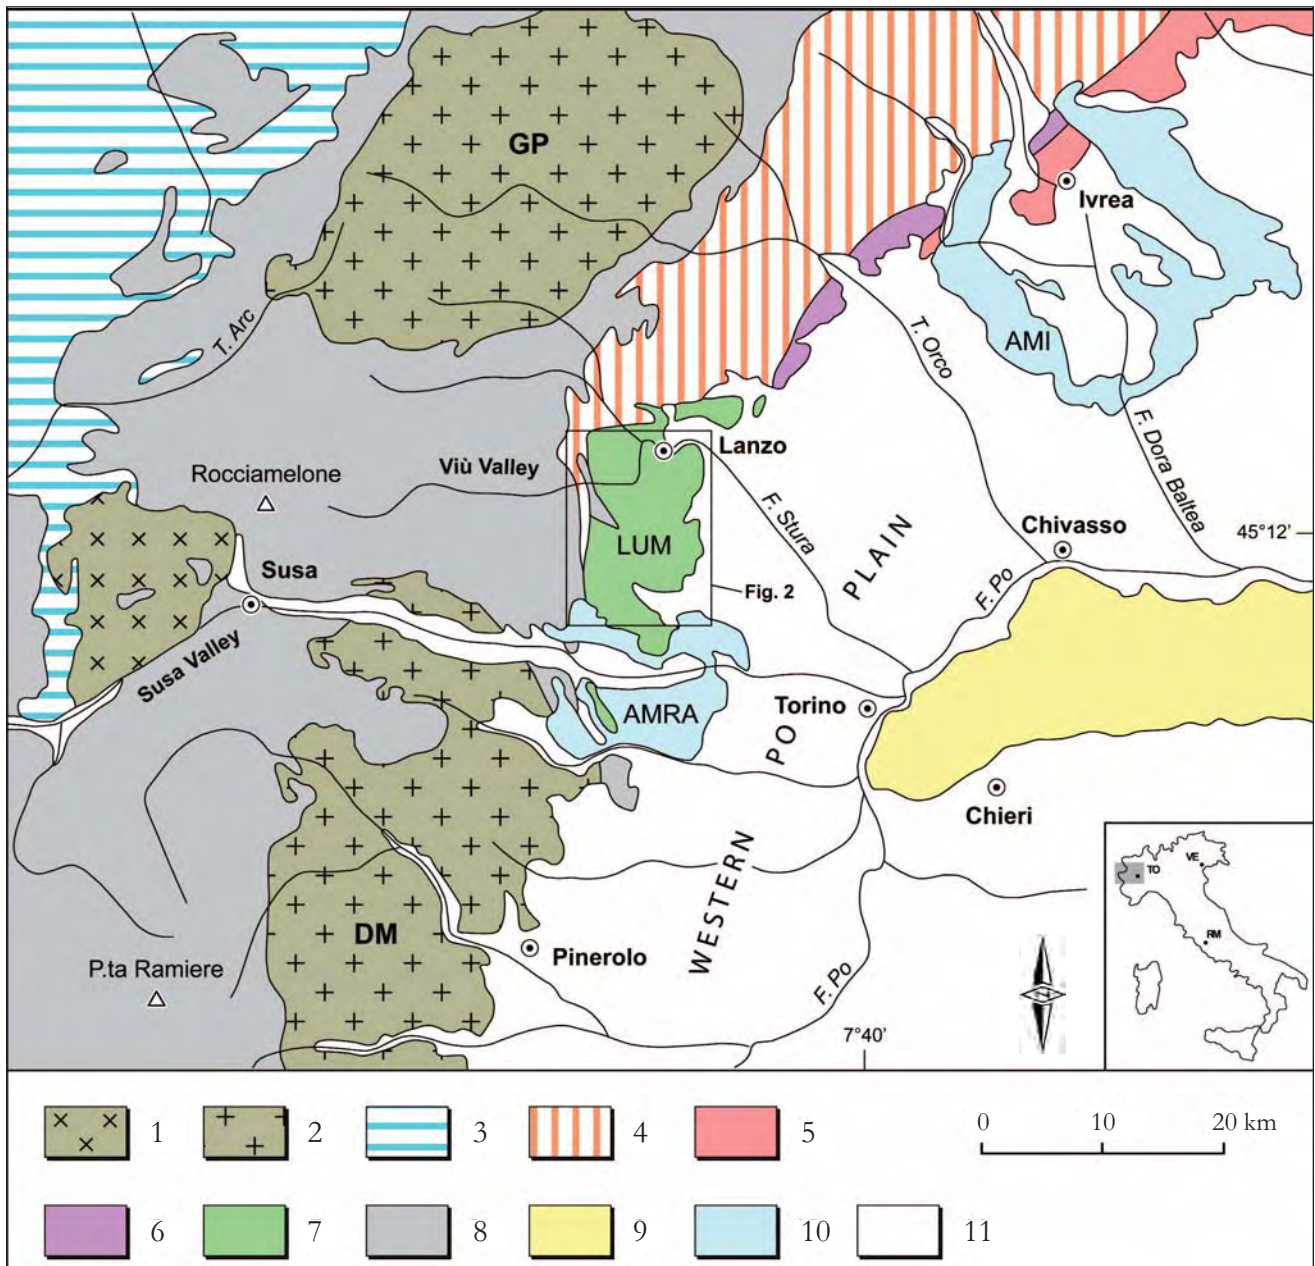 GP
Ivrea
T. Arc
T. Orco
AMI
F. Dora Baltea
Lanzo
Viù Valley
Rocciamelone
F. Stura
PLAIN
Chivasso
45°12'
LUM
Susa
Fig. 2
F. Po
Susa Valley
AMRA
Torino
PO
Chieri
WESTERN
DM
Pinerolo
P.ta Ramiere
F. Po
7°40'
N
VE
TO
RM
1 2 3 4 5
0 10 20 km
6 7 8 9 10 11